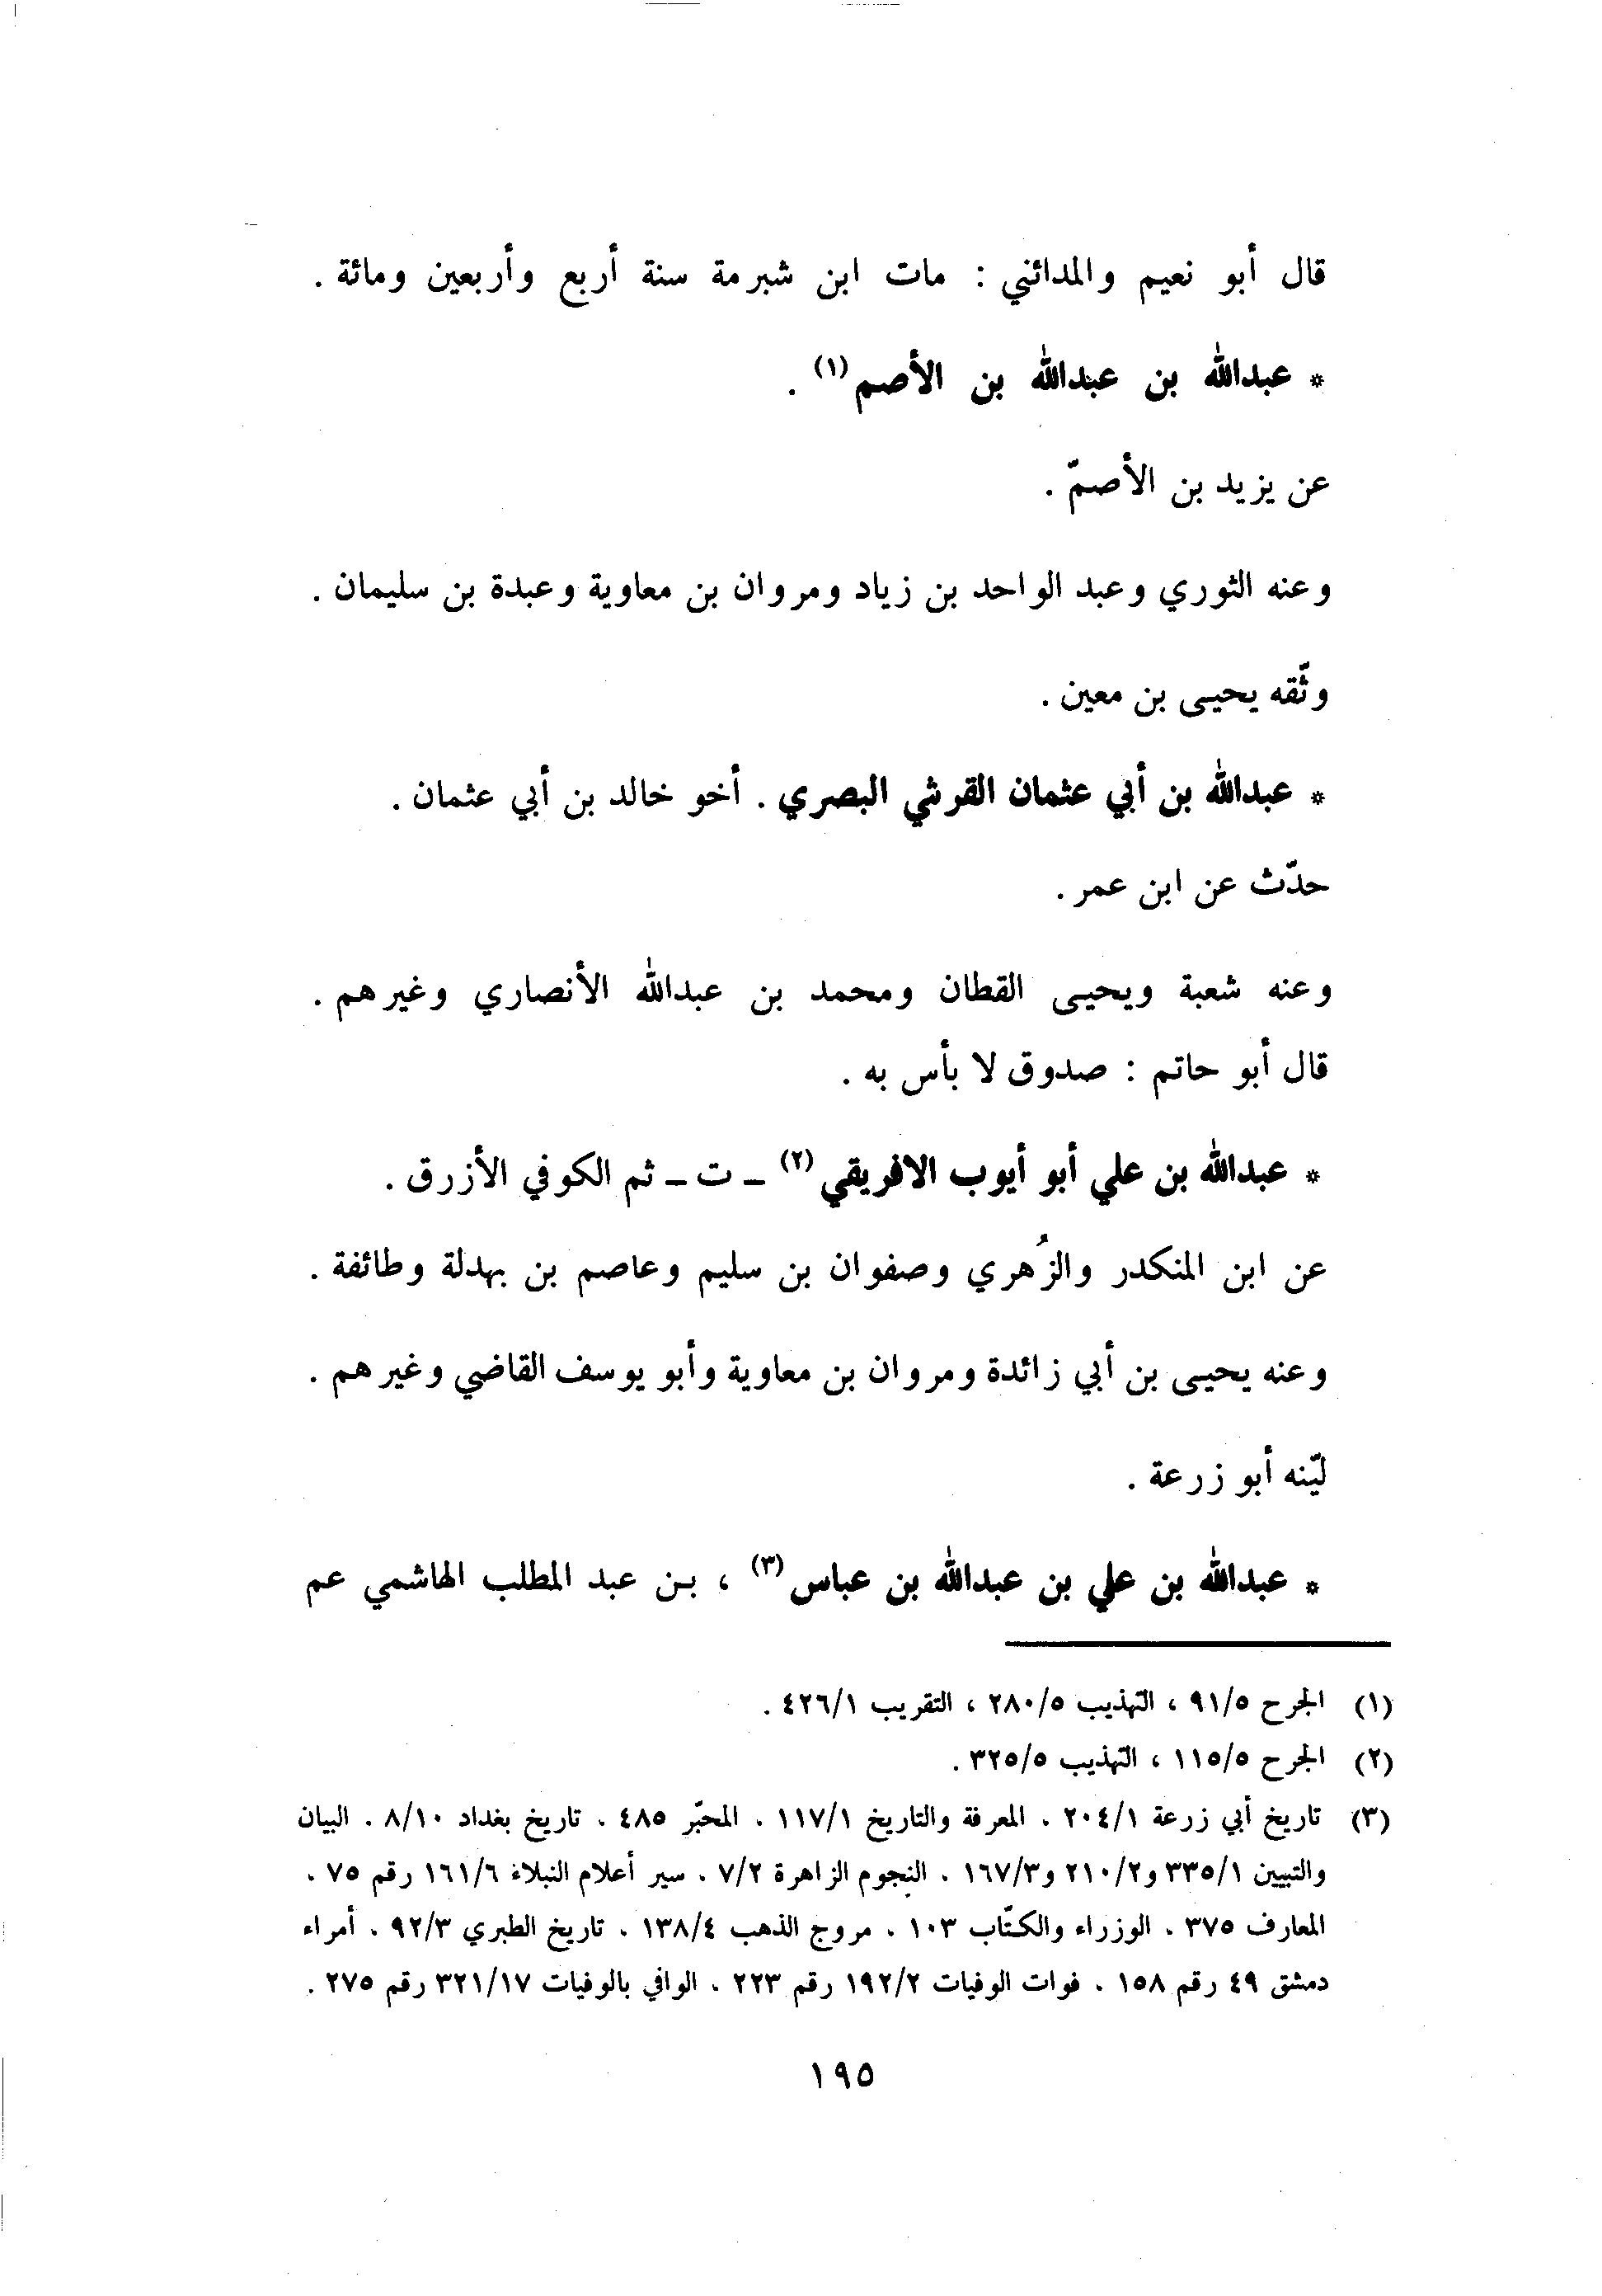 قال أبو نعيم والمدائني : مات ابن شبرمة سنة أربع وأربعين ومائة .
* عبدالله بن عبدالله بن الأصم (١) .
عن يزيد بن الأصمّ .
وعنه الثوري وعبد الواحد بن زياد ومروان بن معاوية وعبدة بن سليمان .
وثّقه يحيى بن معين .
* عبدالله بن أبي عثمان القرشي البصري . أخو خالد بن أبي عثمان .
حدّث عن ابن عمر .
وعنه شعبة ويحيى القطان ومحمد بن عبدالله الأنصاري وغيرهم .
قال أبو حاتم : صدوق لا بأس به .
* عبدالله بن علي أبو أيوب الافريقي (٢) ـ ت ـ ثم الكوفي الأزرق .
عن ابن المنكدر والزُهري وصفوان بن سليم وعاصم بن بهدلة وطائفة .
وعنه يحيى بن أبي زائدة ومروان بن معاوية وأبو يوسف القاضي وغيرهم .
ليّنه أبو زرعة .
* عبدالله بن علي بن عبدالله بن عباس (٣) ، بن عبد المطلب الهاشمي عم
(١) الجرح ٩١/٥ ، التهذيب ٢٨٠/٥ ، التقريب ٤٢٦/١ .
(٢) الجرح ١١٥/٥ ، التهذيب ٣٢٥/٥ .
(٣) تاريخ أبي زرعة ٢٠٤/١ . المعرفة والتاريخ ١١٧/١ . المحبّر ٤٨٥ . تاريخ بغداد ٨/١٠ . البيان
والتبيين ٣٣٥/١ و٢١٠/٢ و١٦٧/٣ . النجوم الزاهرة ٧/٢ . سير أعلام النبلاء ١٦١/٦ رقم ٧٥ .
المعارف ٣٧٥ . الوزراء والكتّاب ١٠٣ . مروج الذهب ١٣٨/٤ . تاريخ الطبري ٩٢/٣ . أمراء
دمشق ٤٩ رقم ١٥٨ . فوات الوفيات ١٩٢/٢ رقم ٢٢٣ . الوافي بالوفيات ٣٢١/١٧ رقم ٢٧٥ .
١٩٥